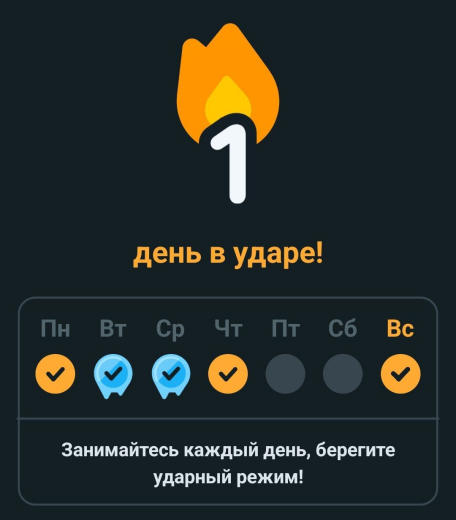 1
день в ударе!
Пн Вт Ср Чт Пт Сб Вс
Занимайтесь каждый день, берегите
ударный режим!